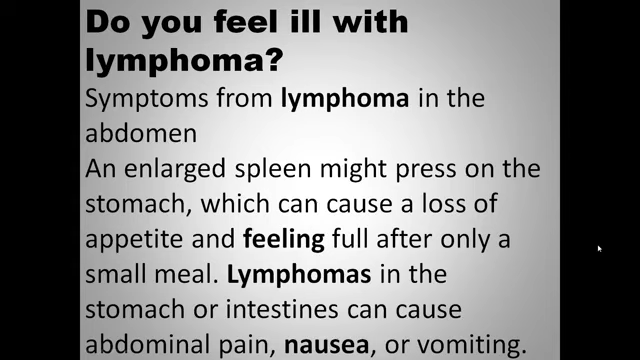 Do you feel ill with
lymphoma?
Symptoms from lymphoma in the
abdomen
An enlarged spleen might press on the
stomach, which can cause a loss of
appetite and feeling full after only a
small meal. Lymphomas in the
stomach or intestines can cause
abdominal pain, nausea, or vomiting.